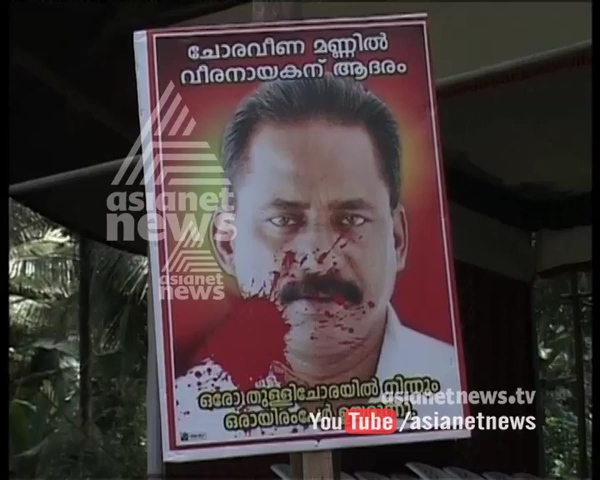 ചോരവീണ മണ്ണിൽ
വീരനായകന് ആദരം
asianet
news
asianet
news
ഒരോ തുള്ളിചോരയിൽ നിന്നും
ഒരായിരംപേർ
asianetnews.tv
YouTube /asianetnews